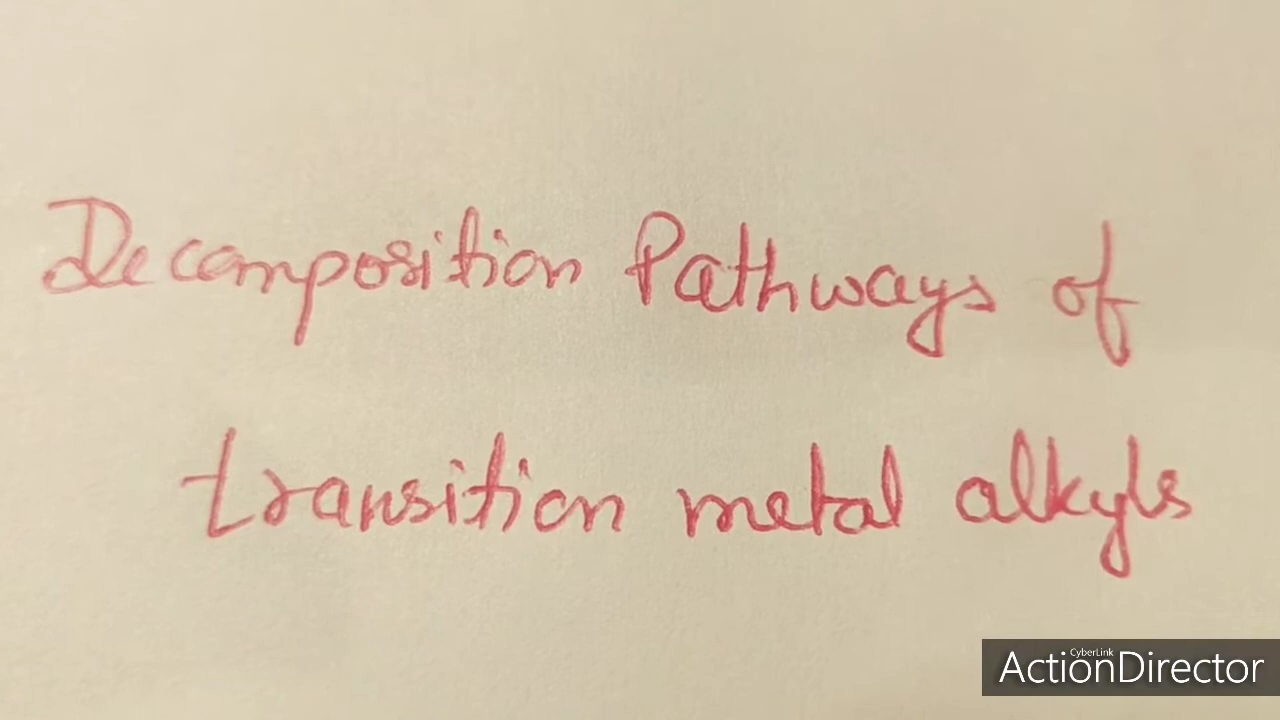 Decomposition Pathways of
transition metal alkyls
CyberLink
ActionDirector